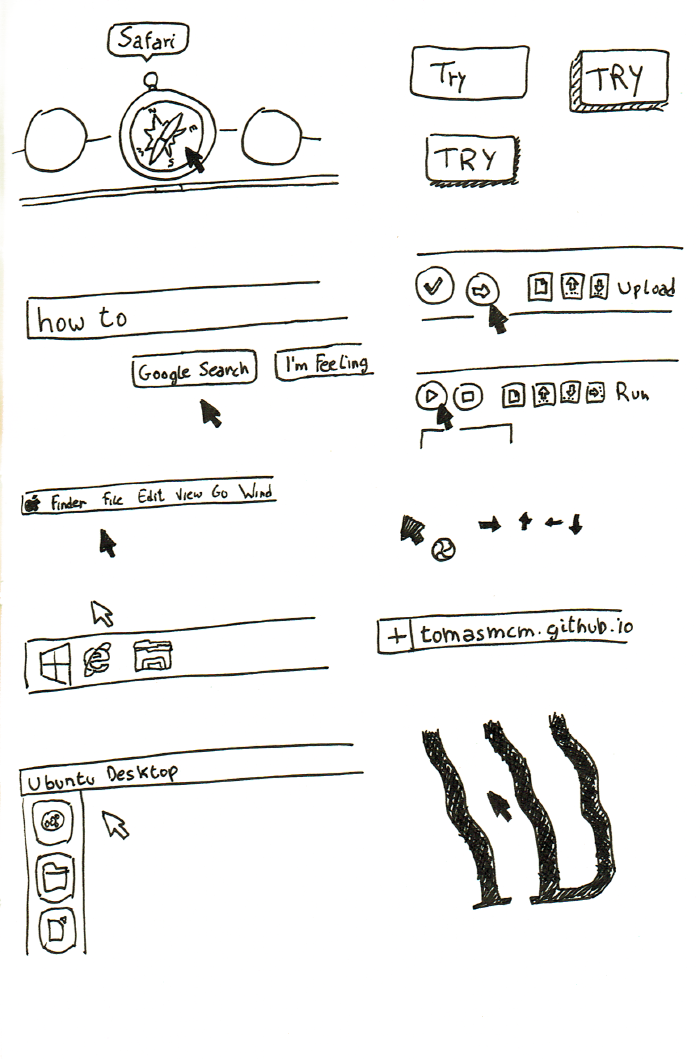 Safari
N
E
S
Try
TRY
TRY
how to
Google Search
I'm Feeling
Upload
Run
Finder File Edit View Go Wind
tomasmcm.github.io
Ubuntu Desktop